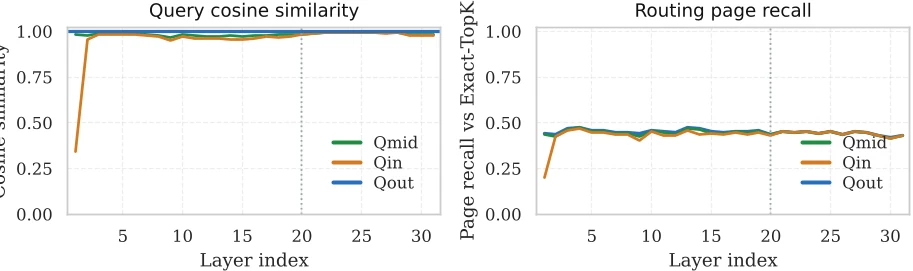 Query cosine similarity
1.00
0.75
0.50
0.25
0.00
Qmid
Qin
Qout
5 10 15 20 25 30
Layer index
Routing page recall
Page recall vs Exact-TopK
1.00
0.75
0.50
0.25
0.00
Qmid
Qin
Qout
5 10 15 20 25 30
Layer index